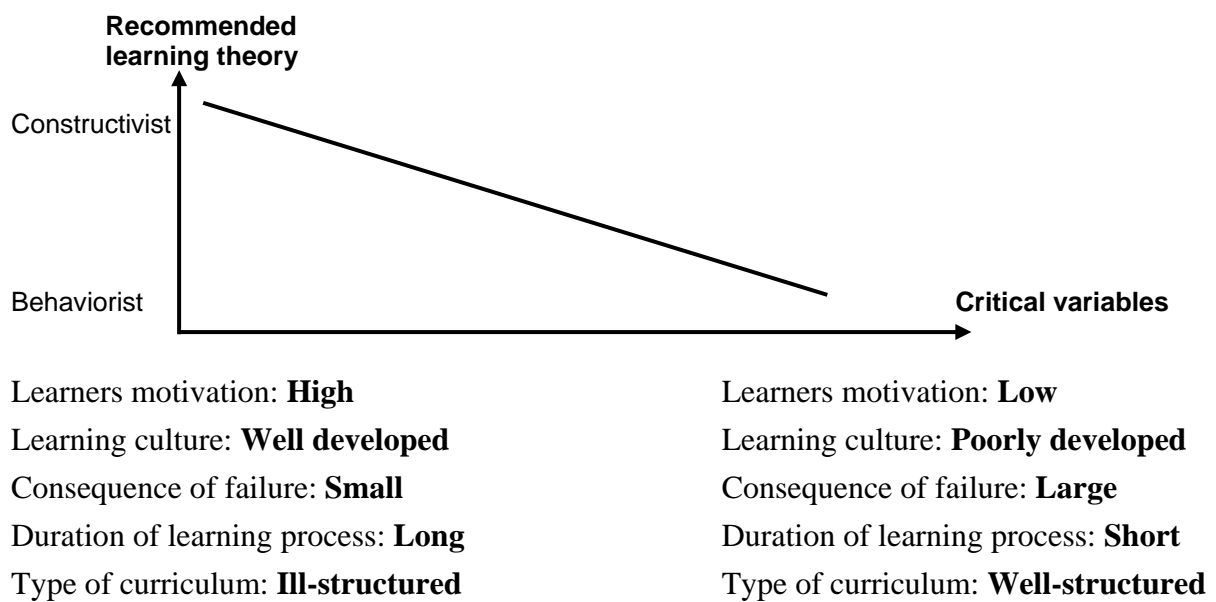 Recommended
learning theory
Constructivist
Behaviorist
Critical variables
Learners motivation: High
Learning culture: Well developed
Consequence of failure: Small
Duration of learning process: Long
Type of curriculum: Ill-structured
Learners motivation: Low
Learning culture: Poorly developed
Consequence of failure: Large
Duration of learning process: Short
Type of curriculum: Well-structured